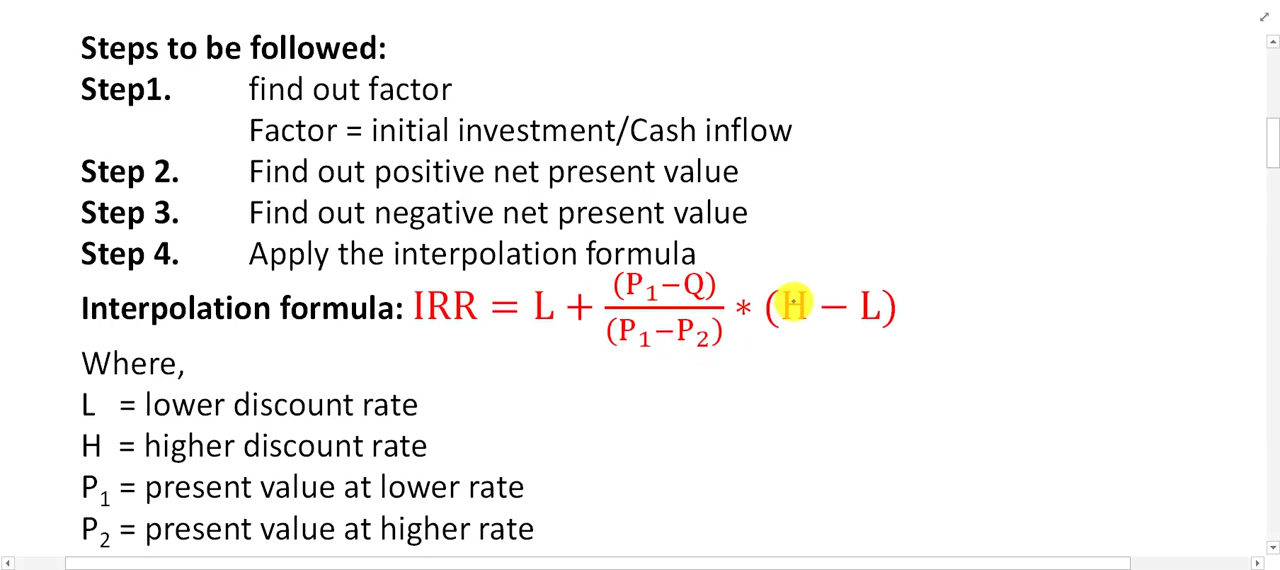 Steps to be followed:
Step1. find out factor
Factor = initial investment/Cash inflow
Step 2. Find out positive net present value
Step 3. Find out negative net present value
Step 4. Apply the interpolation formula
Interpolation formula: IRR = L + (P₁−Q)/(P₁−P₂) * (H − L)
Where,
L = lower discount rate
H = higher discount rate
P₁ = present value at lower rate
P₂ = present value at higher rate